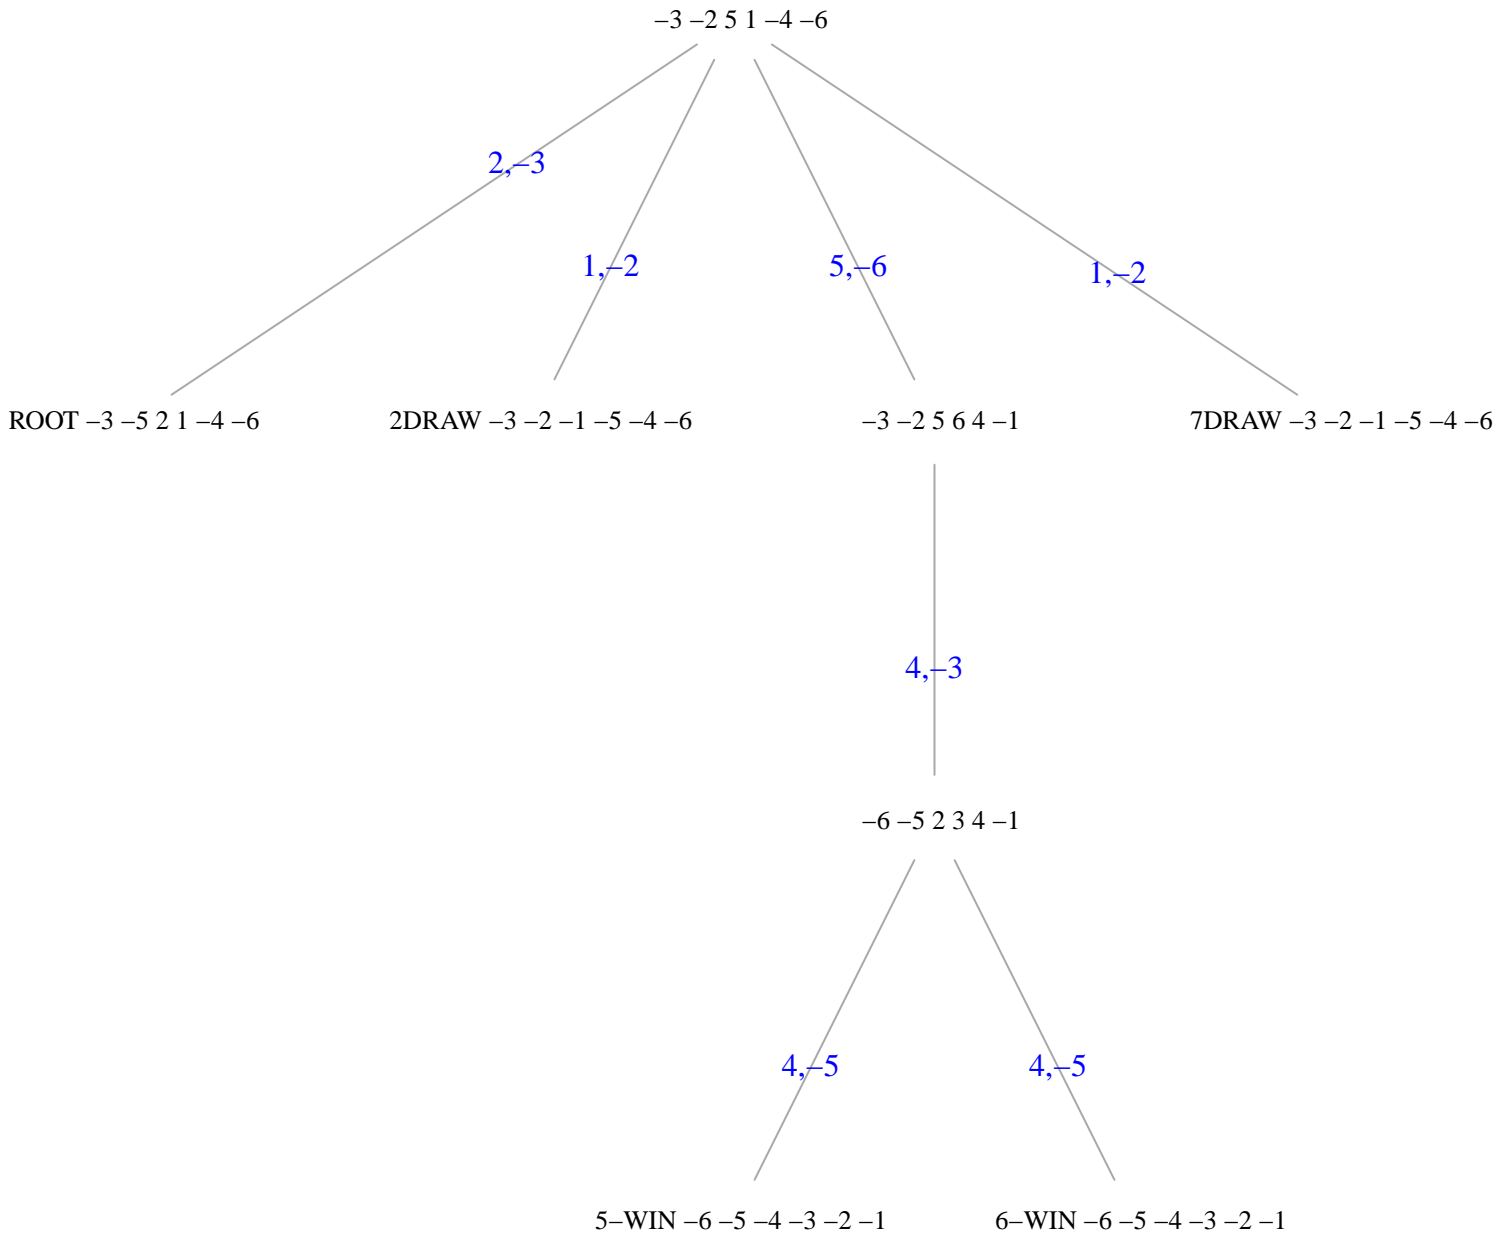 –3 –2 5 1 –4 –6
2,–3
1,–2
5,–6
1,–2
ROOT –3 –5 2 1 –4 –6
2DRAW –3 –2 –1 –5 –4 –6
–3 –2 5 6 4 –1
7DRAW –3 –2 –1 –5 –4 –6
4,–3
–6 –5 2 3 4 –1
4,–5
4,–5
5–WIN –6 –5 –4 –3 –2 –1
6–WIN –6 –5 –4 –3 –2 –1